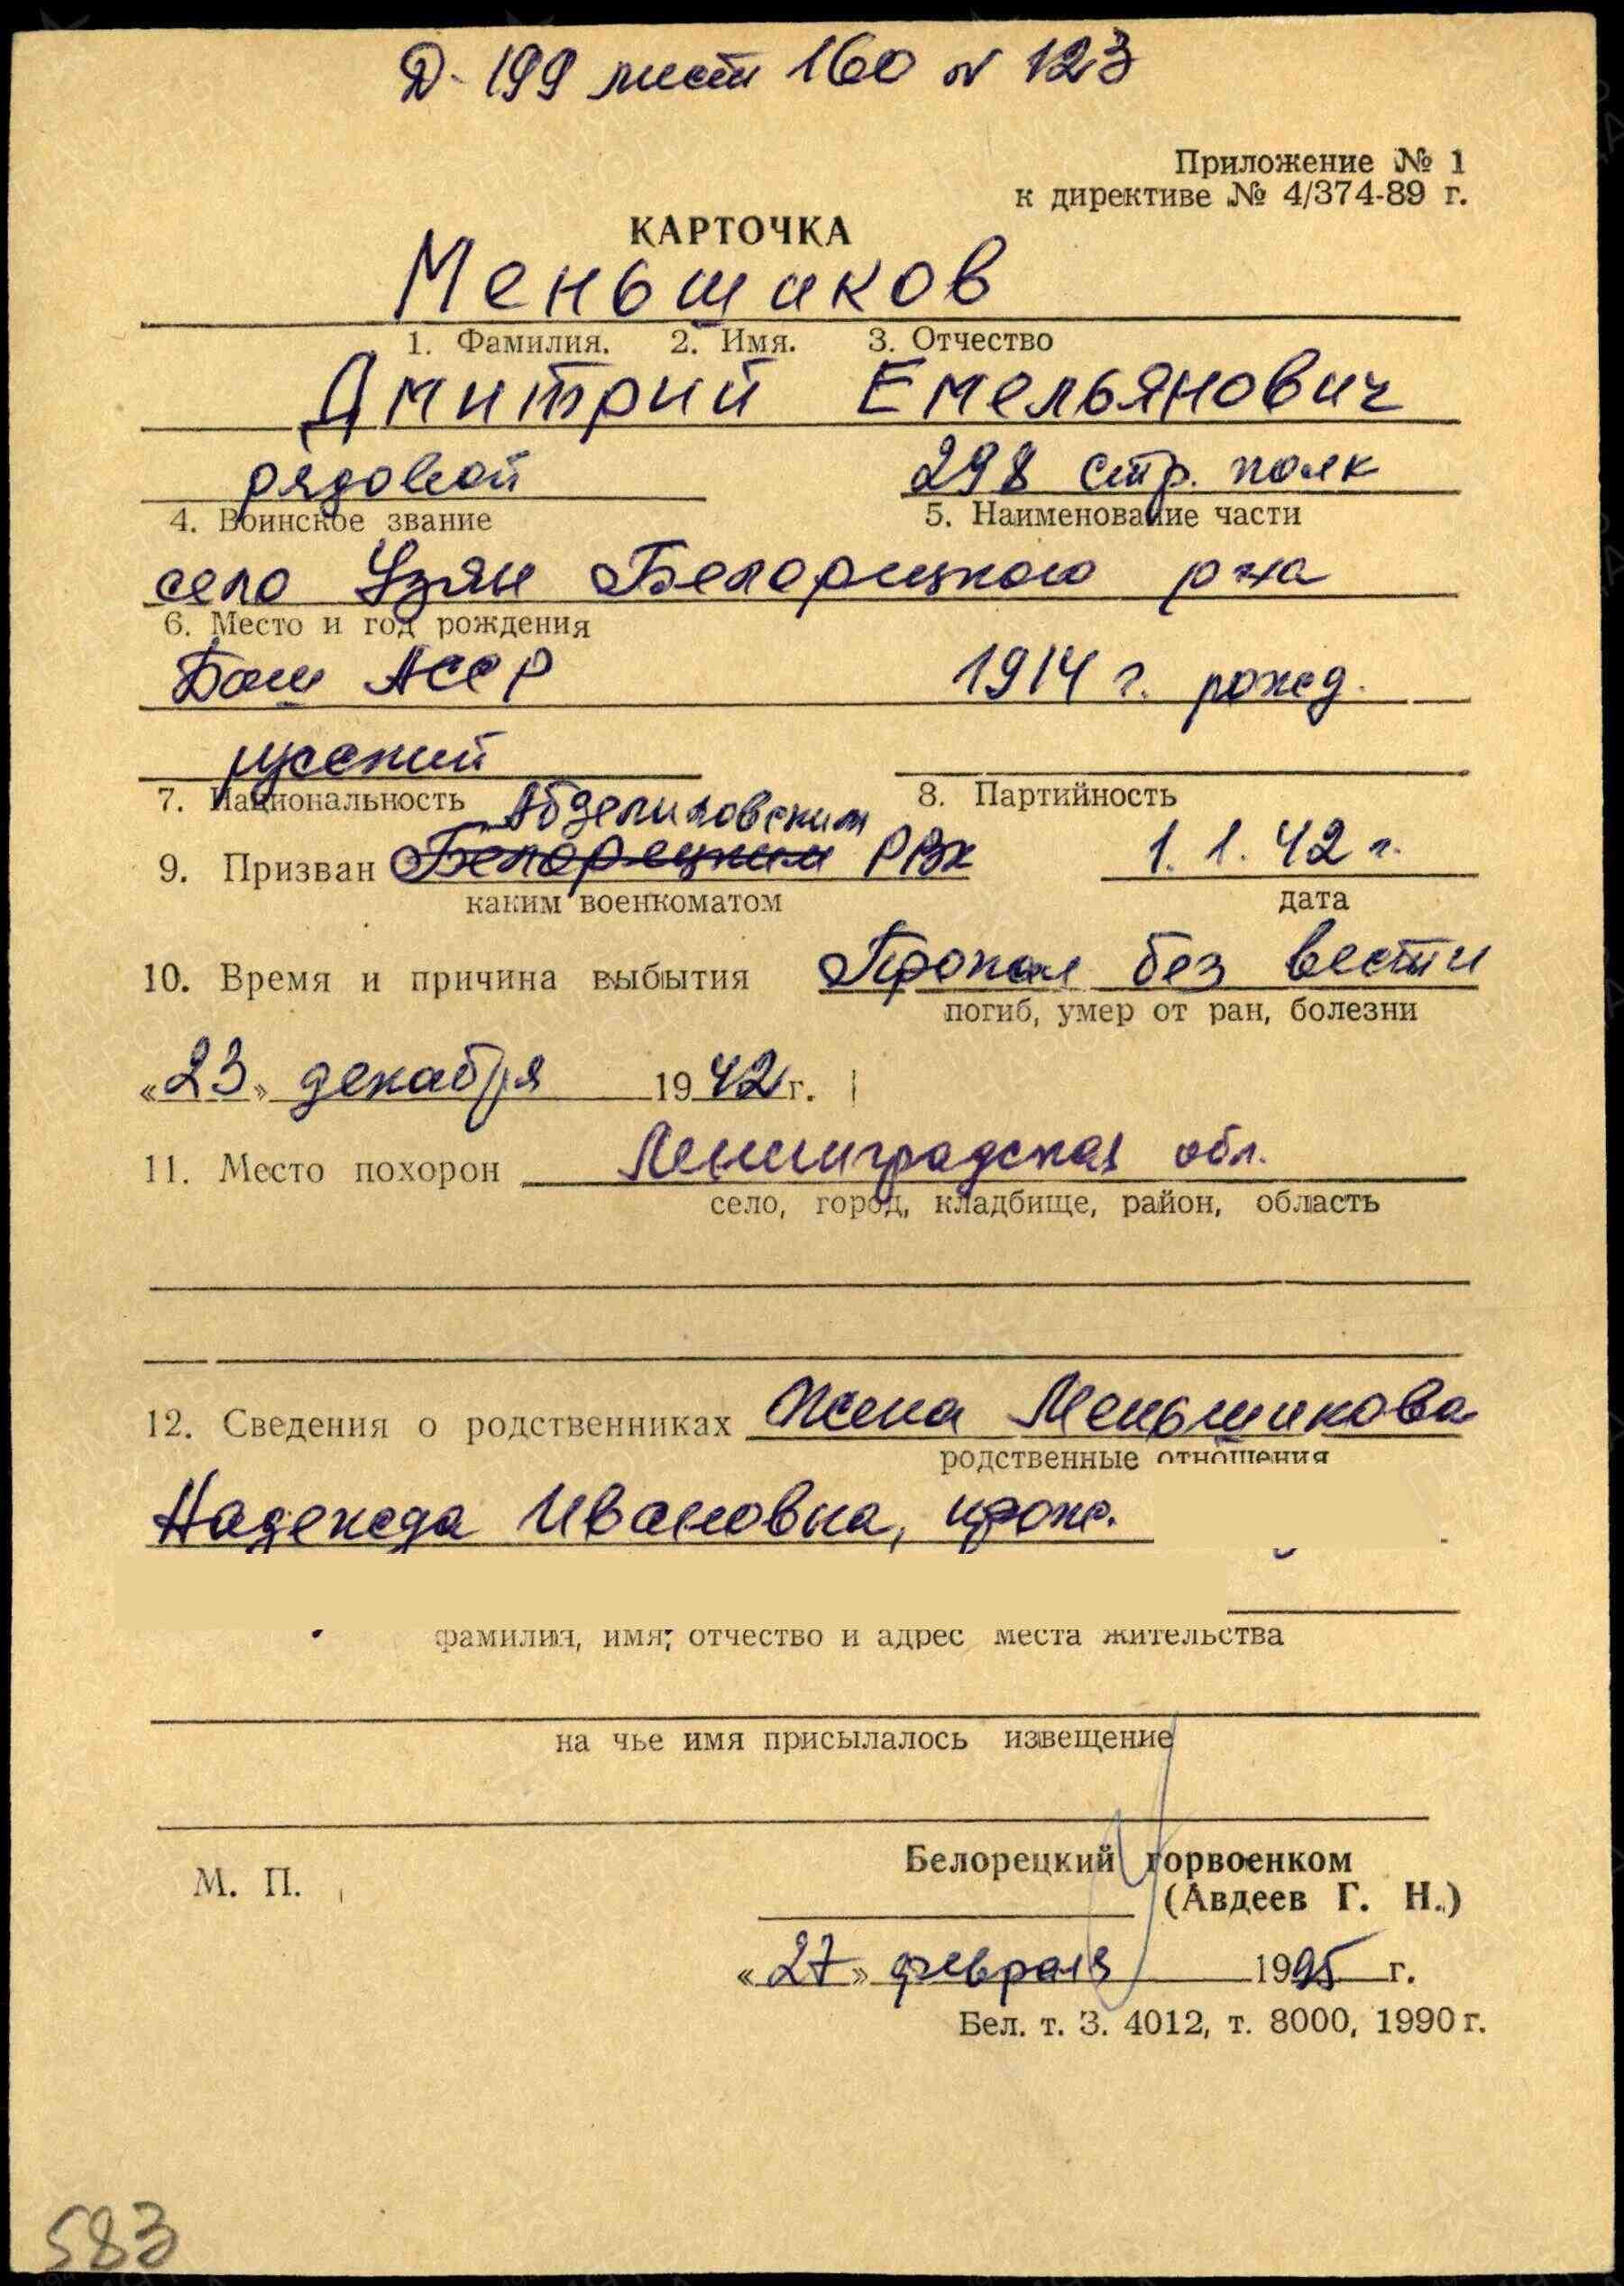 Д-199 лист 160 № 123
Приложение № 1
к директиве № 4/374-89 г.
КАРТОЧКА
Меньшиков
1. Фамилия. 2. Имя. 3. Отчество
Дмитрий Емельянович
рядовой 298 стр. полк
4. Воинское звание 5. Наименование части
село Узян Белорецкого р-на
6. Место и год рождения
Баш АССР 1914 г. рожд.
русский
7. Национальность 8. Партийность
Абзелиловским
9. Призван Белорецким РВК 1.1.42 г.
каким военкоматом дата
10. Время и причина выбытия Пропал без вести
погиб, умер от ран, болезни
«23» декабря 1942 г.
11. Место похорон Ленинградская обл.
село, город, кладбище, район, область
12. Сведения о родственниках Жена Меньшикова
родственные отношения
Надежда Ивановна, прож.
фамилия, имя, отчество и адрес места жительства
на чье имя присылалось извещение
Белорецкий горвоенком
М. П. (Авдеев Г. Н.)
«27» февраля 1995 г.
Бел. т. З. 4012, т. 8000, 1990 г.
583